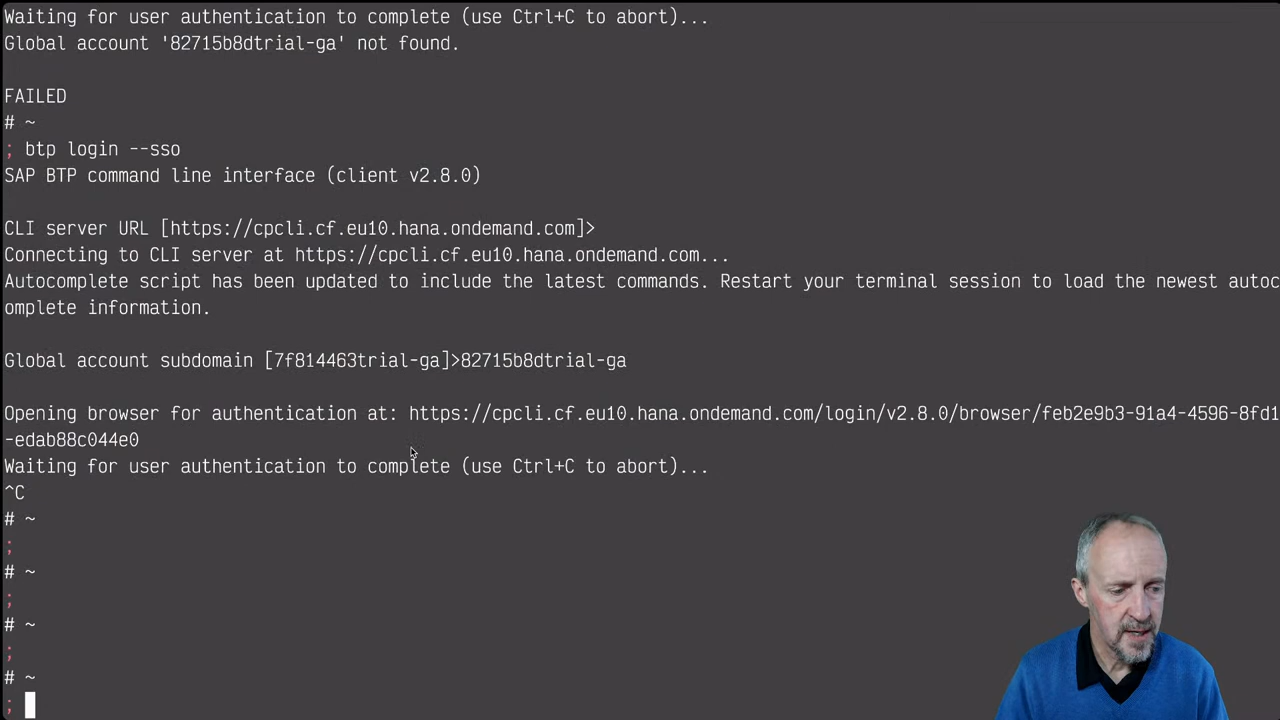 Waiting for user authentication to complete (use Ctrl+C to abort)...
Global account '82715b8dtrial-ga' not found.
FAILED
# ~
; btp login --sso
SAP BTP command line interface (client v2.8.0)
CLI server URL [https://cpcli.cf.eu10.hana.ondemand.com]>
Connecting to CLI server at https://cpcli.cf.eu10.hana.ondemand.com...
Autocomplete script has been updated to include the latest commands. Restart your terminal session to load the newest autoc
omplete information.
Global account subdomain [7f814463trial-ga]>82715b8dtrial-ga
Opening browser for authentication at: https://cpcli.cf.eu10.hana.ondemand.com/login/v2.8.0/browser/feb2e9b3-91a4-4596-8fd1
-edab88c044e0
Waiting for user authentication to complete (use Ctrl+C to abort)...
^C
# ~
;
# ~
;
# ~
;
# ~
;